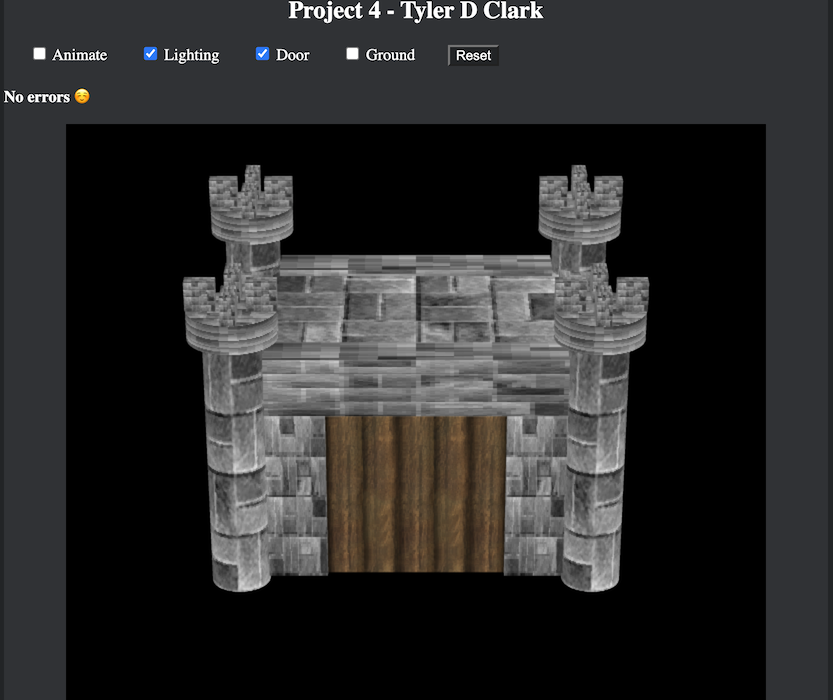 Project 4 - Tyler D Clark
Animate Lighting Door Ground Reset
No errors ☺️